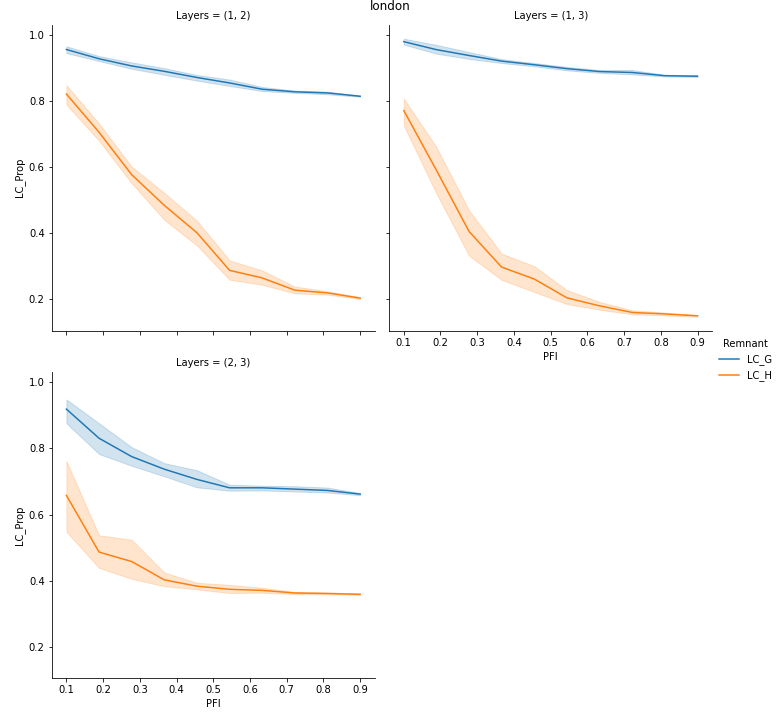 london
Layers = (1, 2)
Layers = (1, 3)
1.0
0.8
0.6
0.4
0.2
LC_Prop
0.1 0.2 0.3 0.4 0.5 0.6 0.7 0.8 0.9
PFI
Remnant
LC_G
LC_H
Layers = (2, 3)
1.0
0.8
0.6
0.4
0.2
LC_Prop
0.1 0.2 0.3 0.4 0.5 0.6 0.7 0.8 0.9
PFI